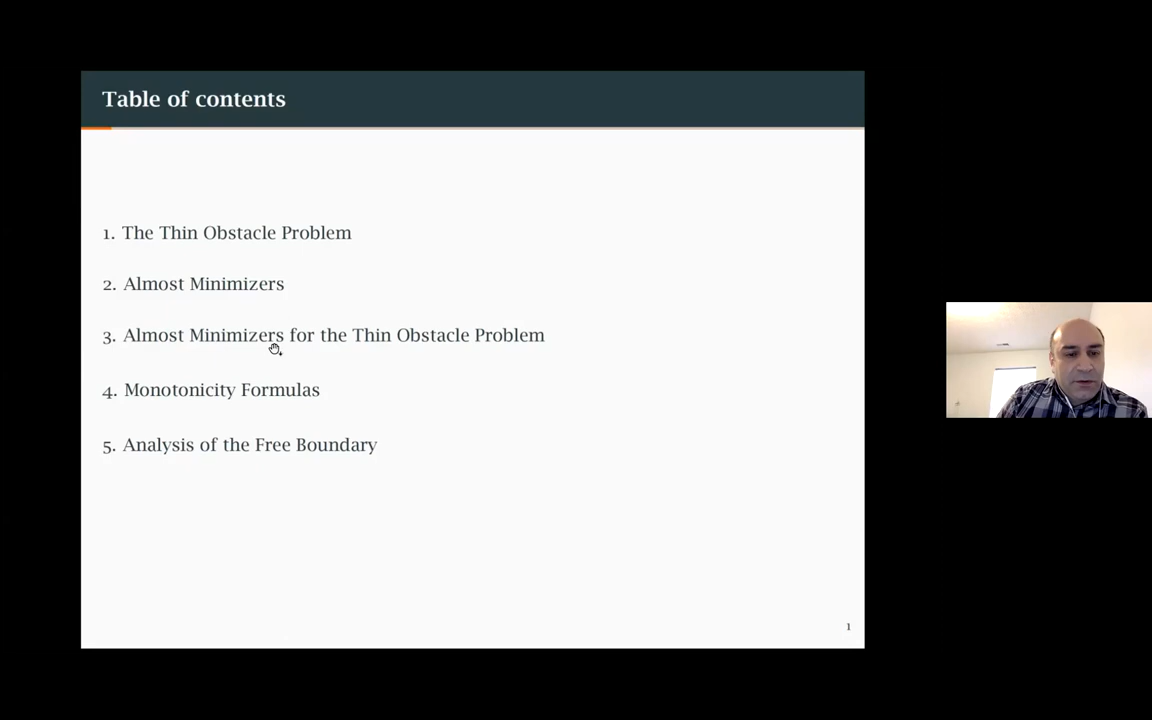 Table of contents
1. The Thin Obstacle Problem
2. Almost Minimizers
3. Almost Minimizers for the Thin Obstacle Problem
4. Monotonicity Formulas
5. Analysis of the Free Boundary
1